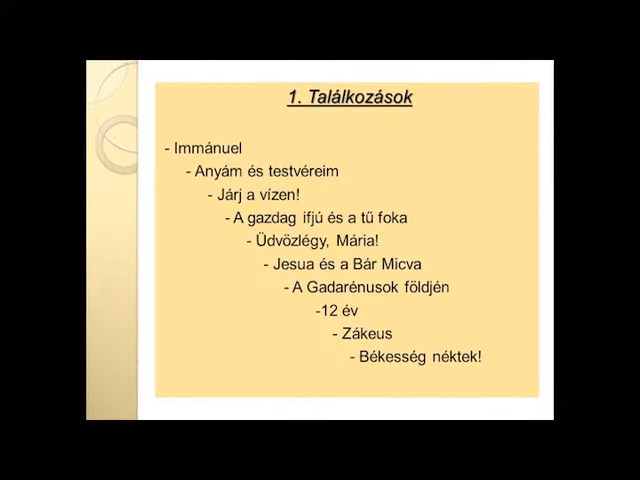 1. Találkozások
- Immánuel
- Anyám és testvéreim
- Járj a vízen!
- A gazdag ifjú és a tű foka
- Üdvözlégy, Mária!
- Jesua és a Bár Micva
- A Gadarénusok földjén
-12 év
- Zákeus
- Békesség néktek!